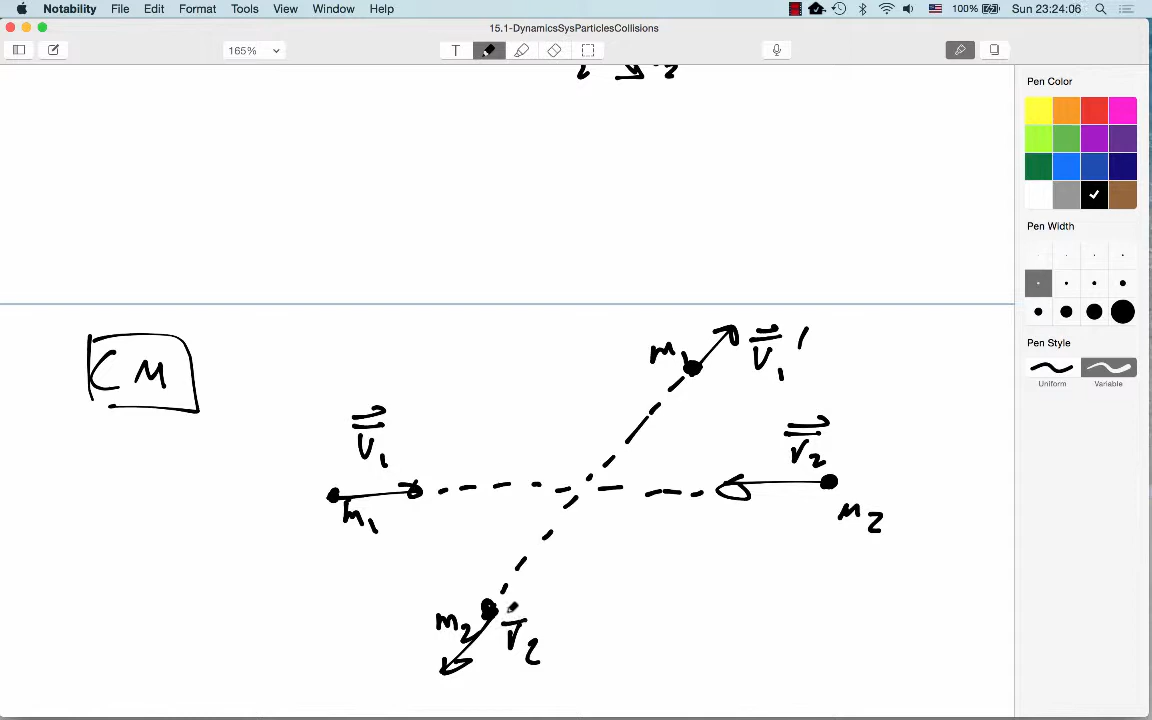 Notability File Edit Format Tools View Window Help 100% Sun 23:24:06
15.1-DynamicsSysParticlesCollisions
165% T
Pen Color
Pen Width
Pen Style
Uniform Variable
CM
m₁ V₁'
V₁ V₂
m₁ m₂
m₂ V₂